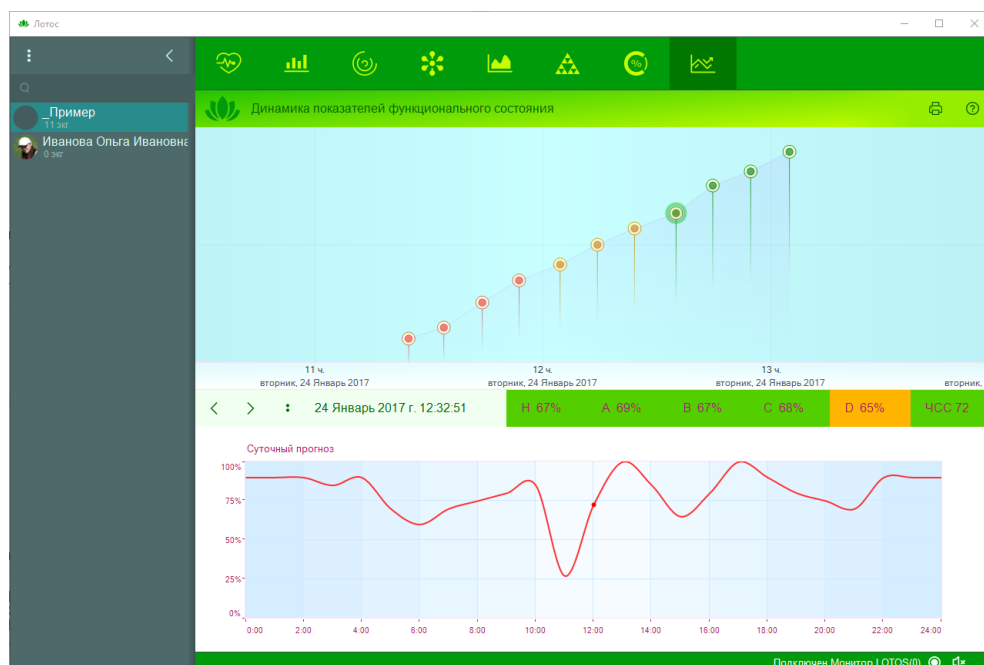 Лотос
_Пример
11 экг
Иванова Ольга Ивановна
0 экг
Динамика показателей функционального состояния
11 ч.
вторник, 24 Январь 2017
12 ч.
вторник, 24 Январь 2017
13 ч.
вторник, 24 Январь 2017
вторник,
24 Январь 2017 г. 12:32:51
H 67%
A 69%
B 67%
C 68%
D 65%
ЧСС 72
Суточный прогноз
100%
75%
50%
25%
0%
0:00 2:00 4:00 6:00 8:00 10:00 12:00 14:00 16:00 18:00 20:00 22:00 24:00
Подключен Монитор LOTOS(0)